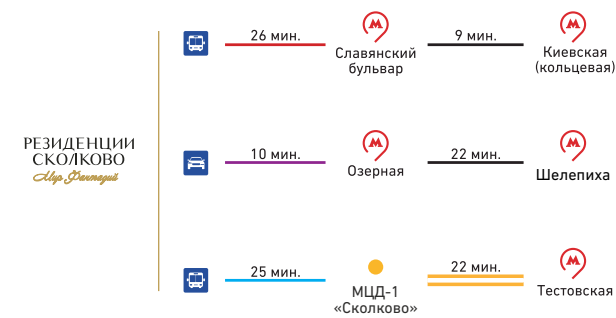 26 мин.
9 мин.
Славянский
бульвар
Киевская
(кольцевая)
РЕЗИДЕНЦИИ
СКОЛКОВО
Мир Фантазий
10 мин.
22 мин.
Озерная
Шелепиха
25 мин.
22 мин.
МЦД-1
«Сколково»
Тестовская